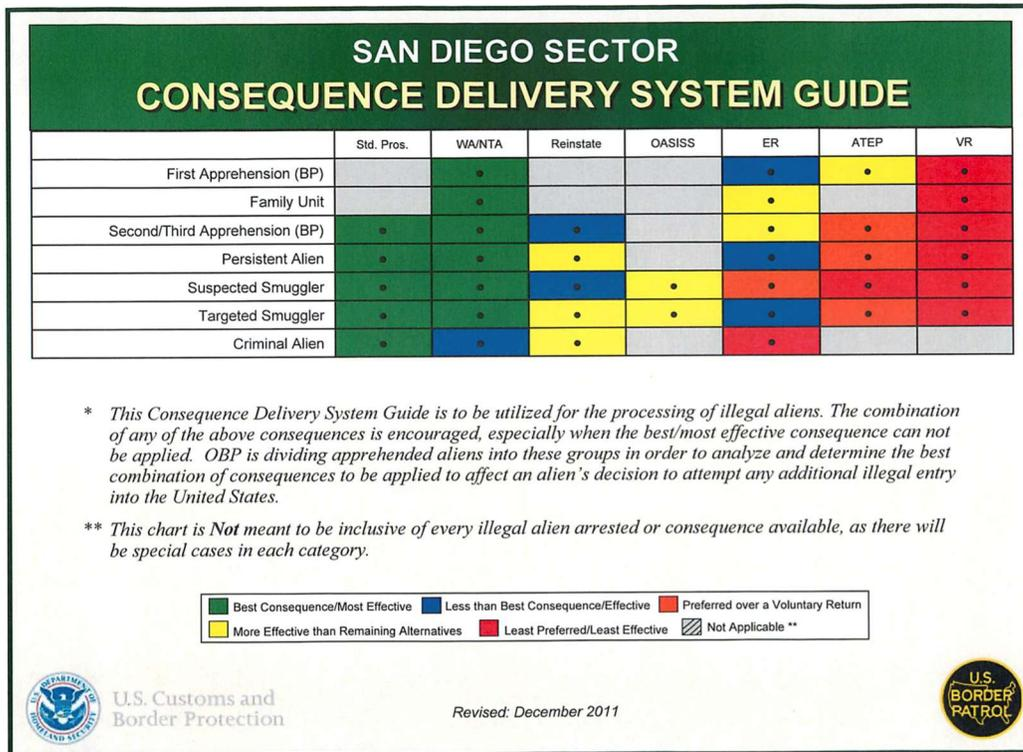 SAN DIEGO SECTOR
CONSEQUENCE DELIVERY SYSTEM GUIDE
Std. Pros. WA/NTA Reinstate OASISS ER ATEP VR
First Apprehension (BP)
Family Unit
Second/Third Apprehension (BP)
Persistent Alien
Suspected Smuggler
Targeted Smuggler
Criminal Alien
* This Consequence Delivery System Guide is to be utilized for the processing of illegal aliens. The combination
of any of the above consequences is encouraged, especially when the best/most effective consequence can not
be applied. OBP is dividing apprehended aliens into these groups in order to analyze and determine the best
combination of consequences to be applied to affect an alien's decision to attempt any additional illegal entry
into the United States.
** This chart is Not meant to be inclusive of every illegal alien arrested or consequence available, as there will
be special cases in each category.
Best Consequence/Most Effective Less than Best Consequence/Effective Preferred over a Voluntary Return
More Effective than Remaining Alternatives Least Preferred/Least Effective Not Applicable **
U.S. DEPARTMENT OF HOMELAND SECURITY
U.S. Customs and
Border Protection
Revised: December 2011
U.S.
BORDER
PATROL